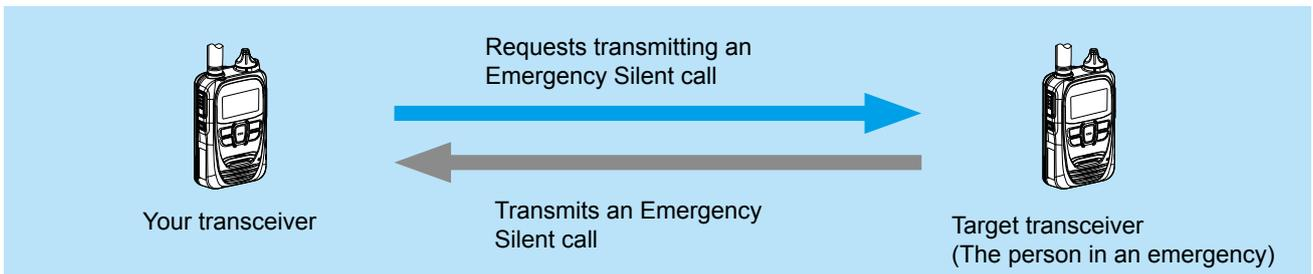 Requests transmitting an
Emergency Silent call
Your transceiver
Transmits an Emergency
Silent call
Target transceiver
(The person in an emergency)